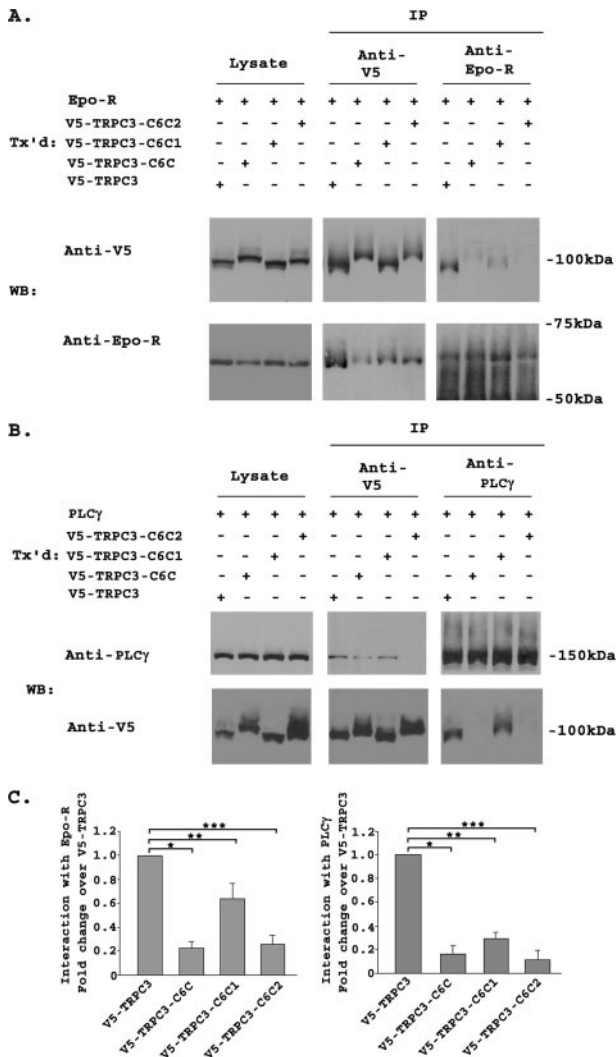 A.
IP
Lysate
Anti-V5
Anti-Epo-R
Epo-R + + + + + + + + + + + +
V5-TRPC3-C6C2 - - - + - - - + - - - +
Tx'd: V5-TRPC3-C6C1 - - + - - - + - - - + -
V5-TRPC3-C6C - + - - - + - - - + - -
V5-TRPC3 + - - - + - - - + - - -
Anti-V5
-100kDa
WB:
-75kDa
Anti-Epo-R
-50kDa
B.
IP
Lysate
Anti-V5
Anti-PLCγ
PLCγ + + + + + + + + + + + +
V5-TRPC3-C6C2 - - - + - - - + - - - +
Tx'd: V5-TRPC3-C6C1 - - + - - - + - - - + -
V5-TRPC3-C6C - + - - - + - - - + - -
V5-TRPC3 + - - - + - - - + - - -
Anti-PLCγ
-150kDa
WB:
Anti-V5
-100kDa
C.
Interaction with Epo-R
Fold change over V5-TRPC3
1.2
1.0
0.8
0.6
0.4
0.2
0
***
**
*
V5-TRPC3
V5-TRPC3-C6C
V5-TRPC3-C6C1
V5-TRPC3-C6C2
Interaction with PLCγ
Fold change over V5-TRPC3
1.2
1.0
0.8
0.6
0.4
0.2
0
***
**
*
V5-TRPC3
V5-TRPC3-C6C
V5-TRPC3-C6C1
V5-TRPC3-C6C2